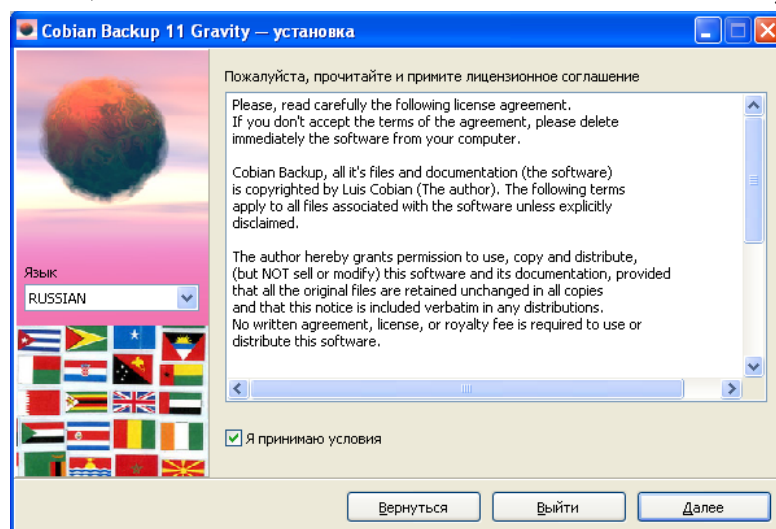 Cobian Backup 11 Gravity — установка
Пожалуйста, прочитайте и примите лицензионное соглашение
Please, read carefully the following license agreement.
If you don't accept the terms of the agreement, please delete
immediately the software from your computer.
Cobian Backup, all it's files and documentation (the software)
is copyrighted by Luis Cobian (The author). The following terms
apply to all files associated with the software unless explicitly
disclaimed.
The author hereby grants permission to use, copy and distribute,
(but NOT sell or modify) this software and its documentation, provided
that all the original files are retained unchanged in all copies
and that this notice is included verbatim in any distributions.
No written agreement, license, or royalty fee is required to use or
distribute this software.
Язык
RUSSIAN
Я принимаю условия
Вернуться
Выйти
Далее